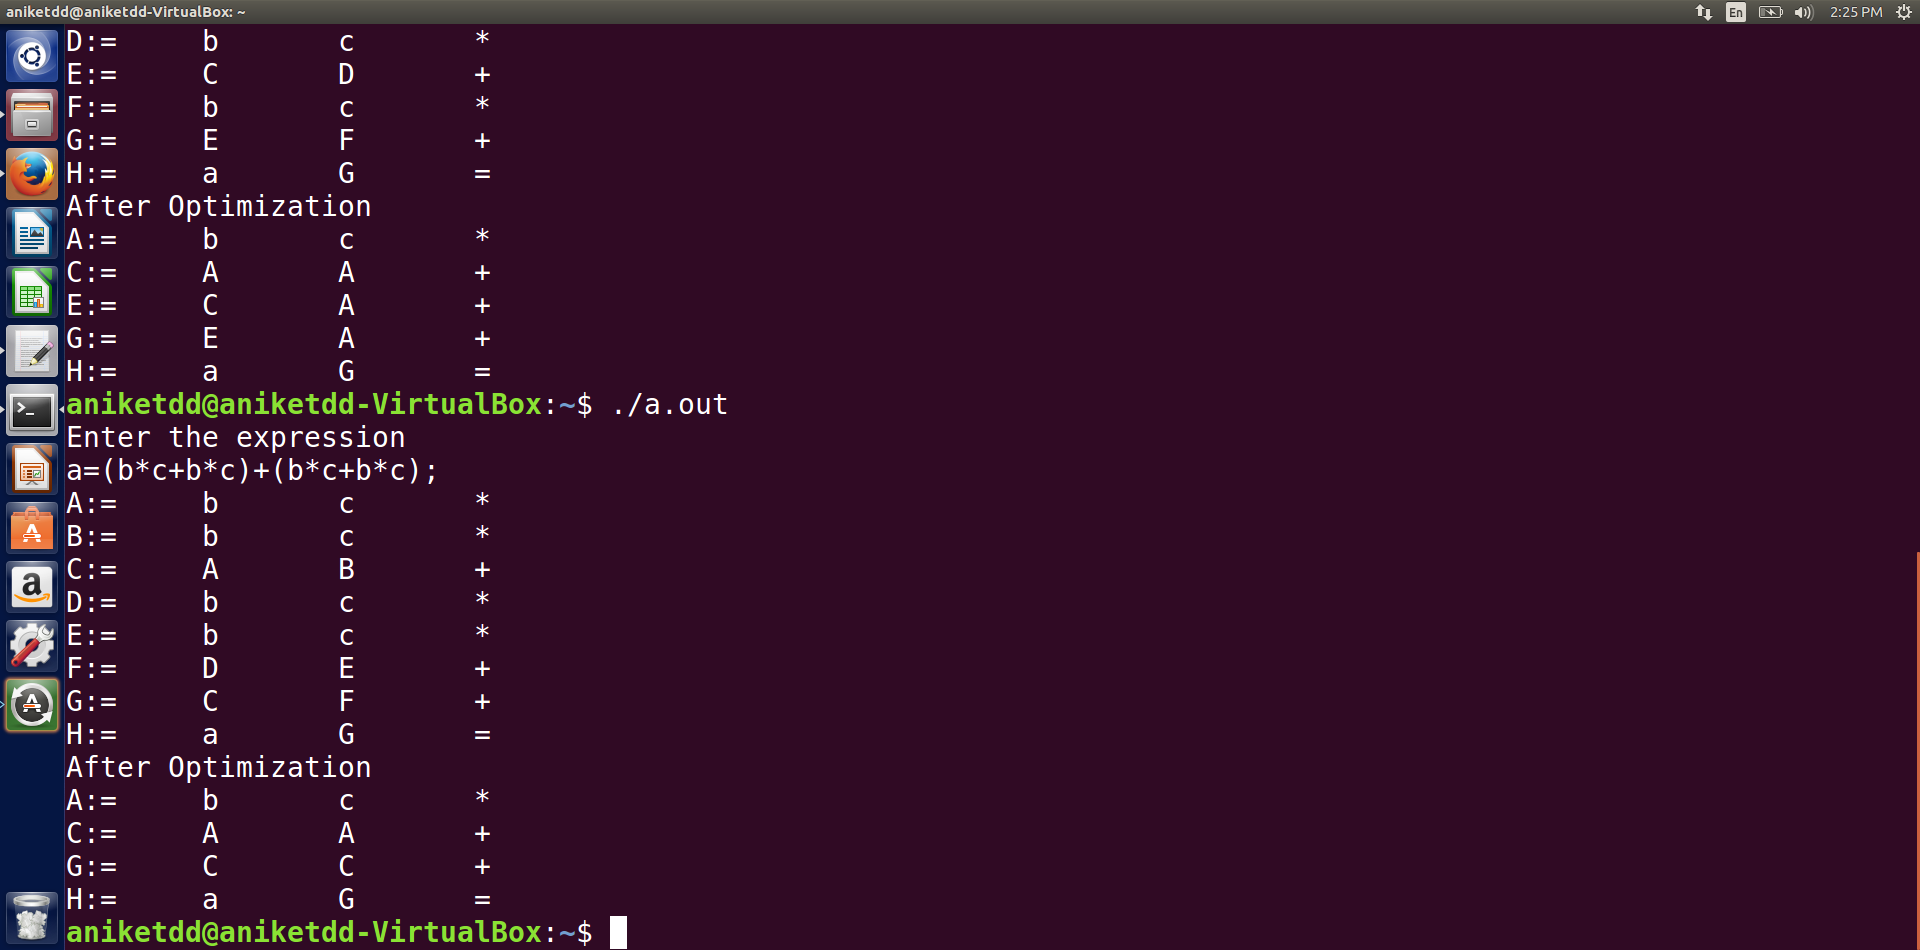 aniketdd@aniketdd-VirtualBox: ~ En 2:25 PM
D:= b c *
E:= C D +
F:= b c *
G:= E F +
H:= a G =
After Optimization
A:= b c *
C:= A A +
E:= C A +
G:= E A +
H:= a G =
aniketdd@aniketdd-VirtualBox:~$ ./a.out
Enter the expression
a=(b*c+b*c)+(b*c+b*c);
A:= b c *
B:= b c *
C:= A B +
D:= b c *
E:= b c *
F:= D E +
G:= C F +
H:= a G =
After Optimization
A:= b c *
C:= A A +
G:= C C +
H:= a G =
aniketdd@aniketdd-VirtualBox:~$